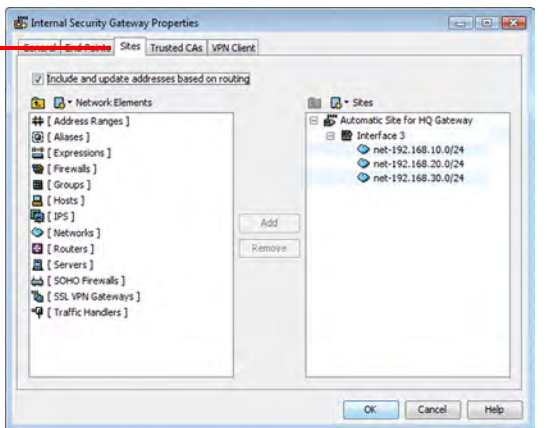 Internal Security Gateway Properties
General End-Points Sites Trusted CAs VPN Client
Include and update addresses based on routing
Network Elements
[ Address Ranges ]
[ Aliases ]
[ Expressions ]
[ Firewalls ]
[ Groups ]
[ Hosts ]
[ IPS ]
[ Networks ]
[ Routers ]
[ Servers ]
[ SOHO Firewalls ]
[ SSL VPN Gateways ]
[ Traffic Handlers ]
Add
Remove
Sites
Automatic Site for HQ Gateway
Interface 3
net-192.168.10.0/24
net-192.168.20.0/24
net-192.168.30.0/24
OK Cancel Help